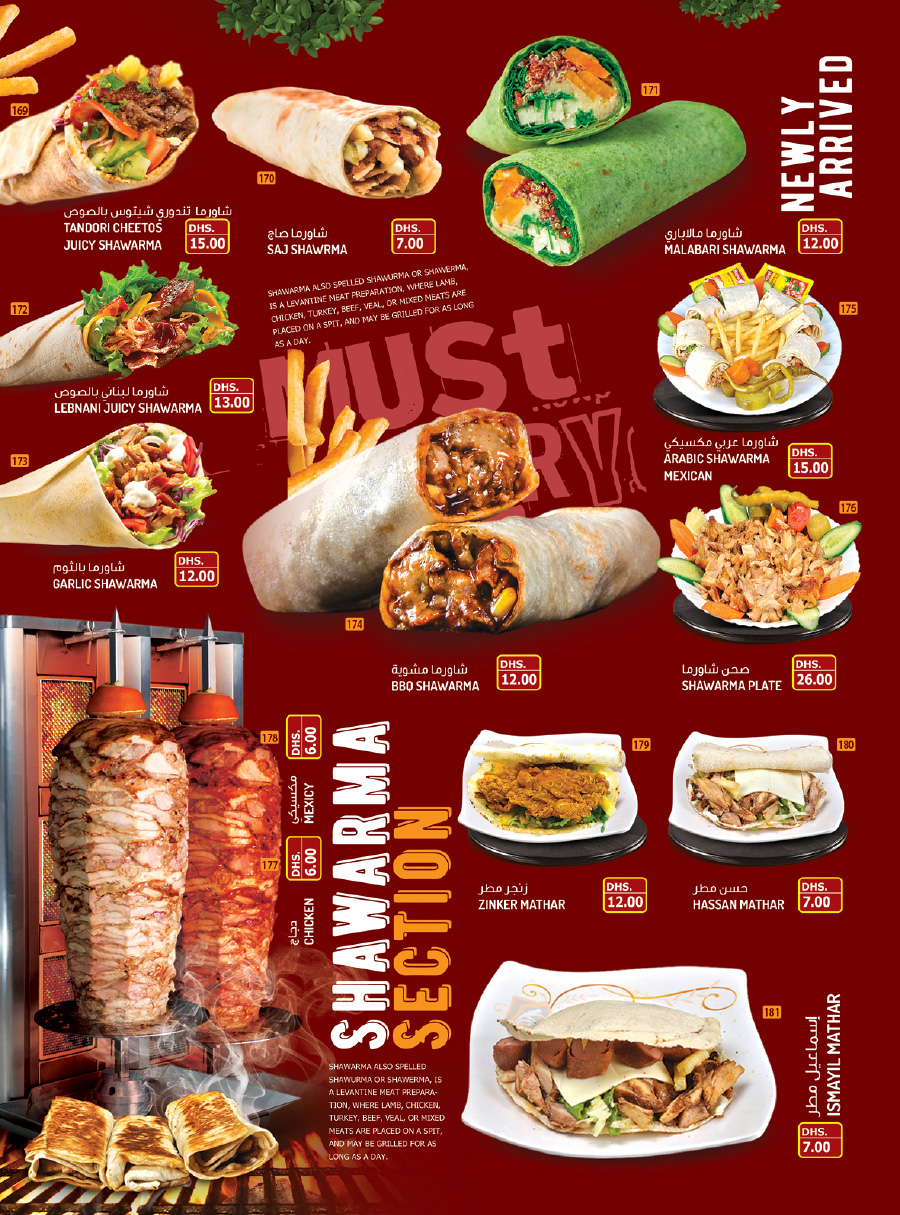 169
شاورما تندوري شيتوس بالصوص
TANDORI CHEETOS
JUICY SHAWARMA
DHS.
15.00
170
شاورما صاج
SAJ SHAWRMA
DHS.
7.00
171
NEWLY
ARRIVED
شاورما مالاباري
MALABARI SHAWARMA
DHS.
12.00
SHAWARMA ALSO SPELLED SHAWURMA OR SHAWERMA,
IS A LEVANTINE MEAT PREPARATION, WHERE LAMB,
CHICKEN, TURKEY, BEEF, VEAL, OR MIXED MEATS ARE
PLACED ON A SPIT, AND MAY BE GRILLED FOR AS LONG
AS A DAY.
MUSt
RY
172
شاورما لبناني بالصوص
LEBNANI JUICY SHAWARMA
DHS.
13.00
175
شاورما عربي مكسيكي
ARABIC SHAWARMA
MEXICAN
DHS.
15.00
173
شاورما بالثوم
GARLIC SHAWARMA
DHS.
12.00
174
شاورما مشوية
BBQ SHAWARMA
DHS.
12.00
176
صحن شاورما
SHAWARMA PLATE
DHS.
26.00
178
مكسيكي
MEXICY
DHS.
6.00
177
دجاج
CHICKEN
DHS.
6.00
SHAWARMA
SECTION
SHAWARMA ALSO SPELLED
SHAWURMA OR SHAWERMA, IS
A LEVANTINE MEAT PREPARA-
TION, WHERE LAMB, CHICKEN,
TURKEY, BEEF, VEAL, OR MIXED
MEATS ARE PLACED ON A SPIT,
AND MAY BE GRILLED FOR AS
LONG AS A DAY.
179
زنجر مطر
ZINKER MATHAR
DHS.
12.00
180
حسن مطر
HASSAN MATHAR
DHS.
7.00
181
إسماعيل مطر
ISMAYIL MATHAR
DHS.
7.00